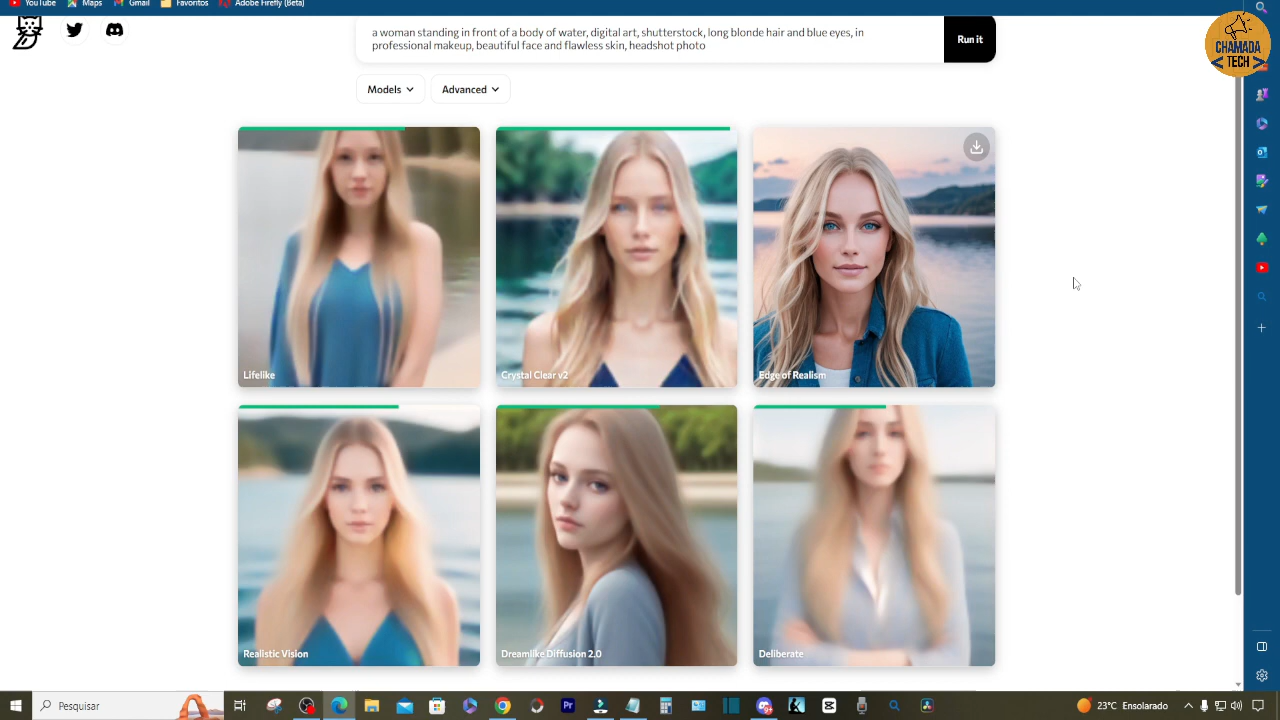 YouTube
Maps
Gmail
Favoritos
Adobe Firefly (Beta)
CHAMADA
TECH
a woman standing in front of a body of water, digital art, shutterstock, long blonde hair and blue eyes, in
professional makeup, beautiful face and flawless skin, headshot photo
Run it
Models
Advanced
Lifelike
Crystal Clear v2
Edge of Realism
Realistic Vision
Dreamlike Diffusion 2.0
Deliberate
Pesquisar
23°C Ensolarado